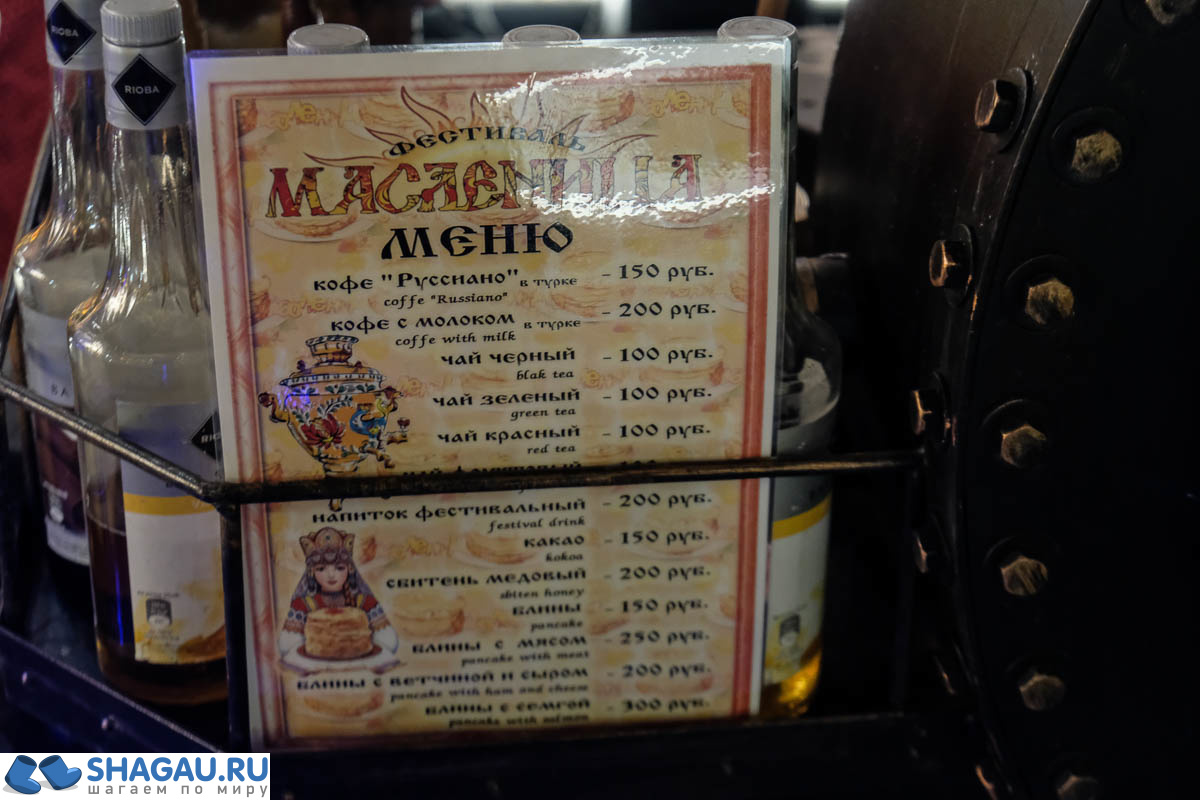 RIOBA
RIOBA
ФЕСТИВАЛЬ
МАСЛЕНИЦА
МЕНЮ
КОФЕ "РУССИАНО" В ТУРКЕ - 150 РУБ.
coffe "Russiano"
КОФЕ С МОЛОКОМ В ТУРКЕ - 200 РУБ.
coffe with milk
ЧАЙ ЧЕРНЫЙ - 100 РУБ.
blak tea
ЧАЙ ЗЕЛЕНЫЙ - 100 РУБ.
green tea
ЧАЙ КРАСНЫЙ - 100 РУБ.
red tea
НАПИТОК ФЕСТИВАЛЬНЫЙ - 200 РУБ.
festival drink
КАКАО - 150 РУБ.
kokoa
СБИТЕНЬ МЕДОВЫЙ - 200 РУБ.
sbiten honey
БЛИНЫ - 150 РУБ.
pancake
БЛИНЫ С МЯСОМ - 250 РУБ.
pancake with meat
БЛИНЫ С ВЕТЧИНОЙ И СЫРОМ - 200 РУБ.
pancake with ham and cheese
БЛИНЫ С СЕМГОЙ - 300 РУБ.
pancake with salmon
SHAGAU.RU
шагаем по миру